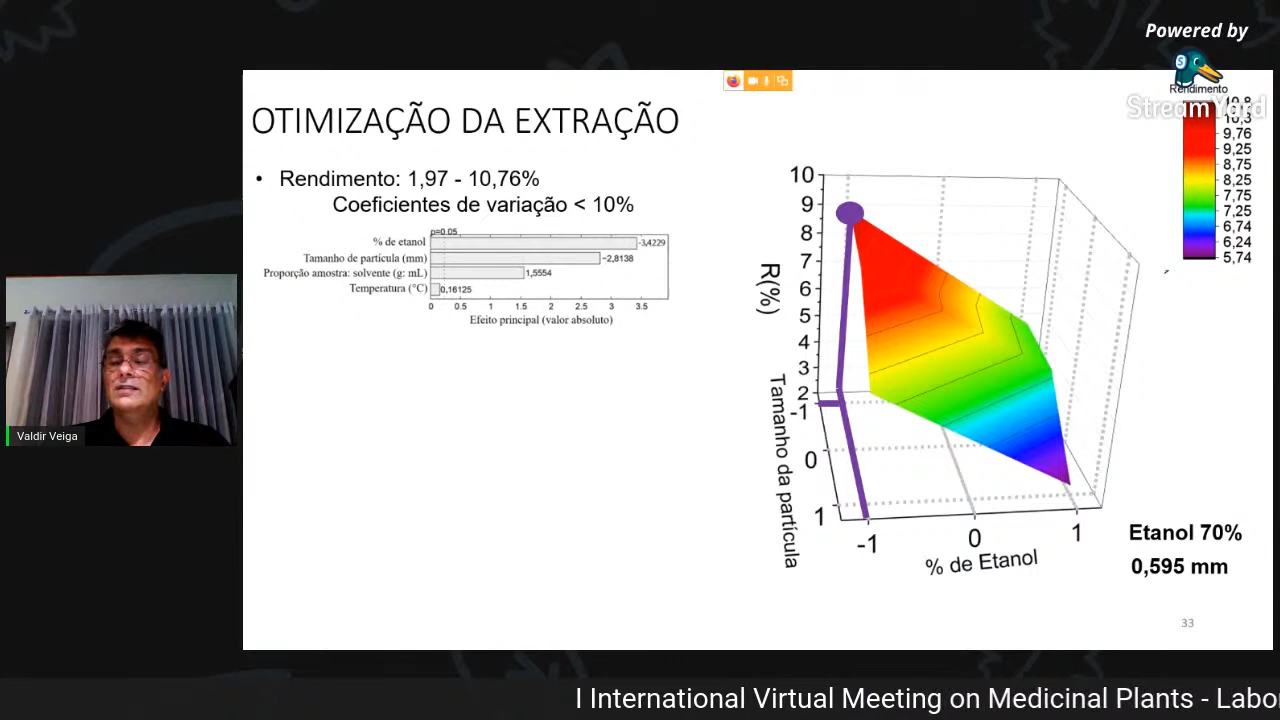 Powered by
StreamYard
OTIMIZAÇÃO DA EXTRAÇÃO
• Rendimento: 1,97 - 10,76%
Coeficientes de variação < 10%
p=0.05
% de etanol
-3,4229
Tamanho de partícula (mm)
−2,8138
Proporção amostra: solvente (g: mL)
1,5554
Temperatura (°C)
0,16125
0 0.5 1 1.5 2 2.5 3 3.5
Efeito principal (valor absoluto)
Rendimento
10,8
10,3
9,76
9,25
8,75
8,25
7,75
7,25
6,74
6,24
5,74
10
9
8
7
6
5
4
3
2
R(%)
-1
0
1
Tamanho da partícula
-1 0 1
% de Etanol
Etanol 70%
0,595 mm
33
Valdir Veiga
I International Virtual Meeting on Medicinal Plants - Labo